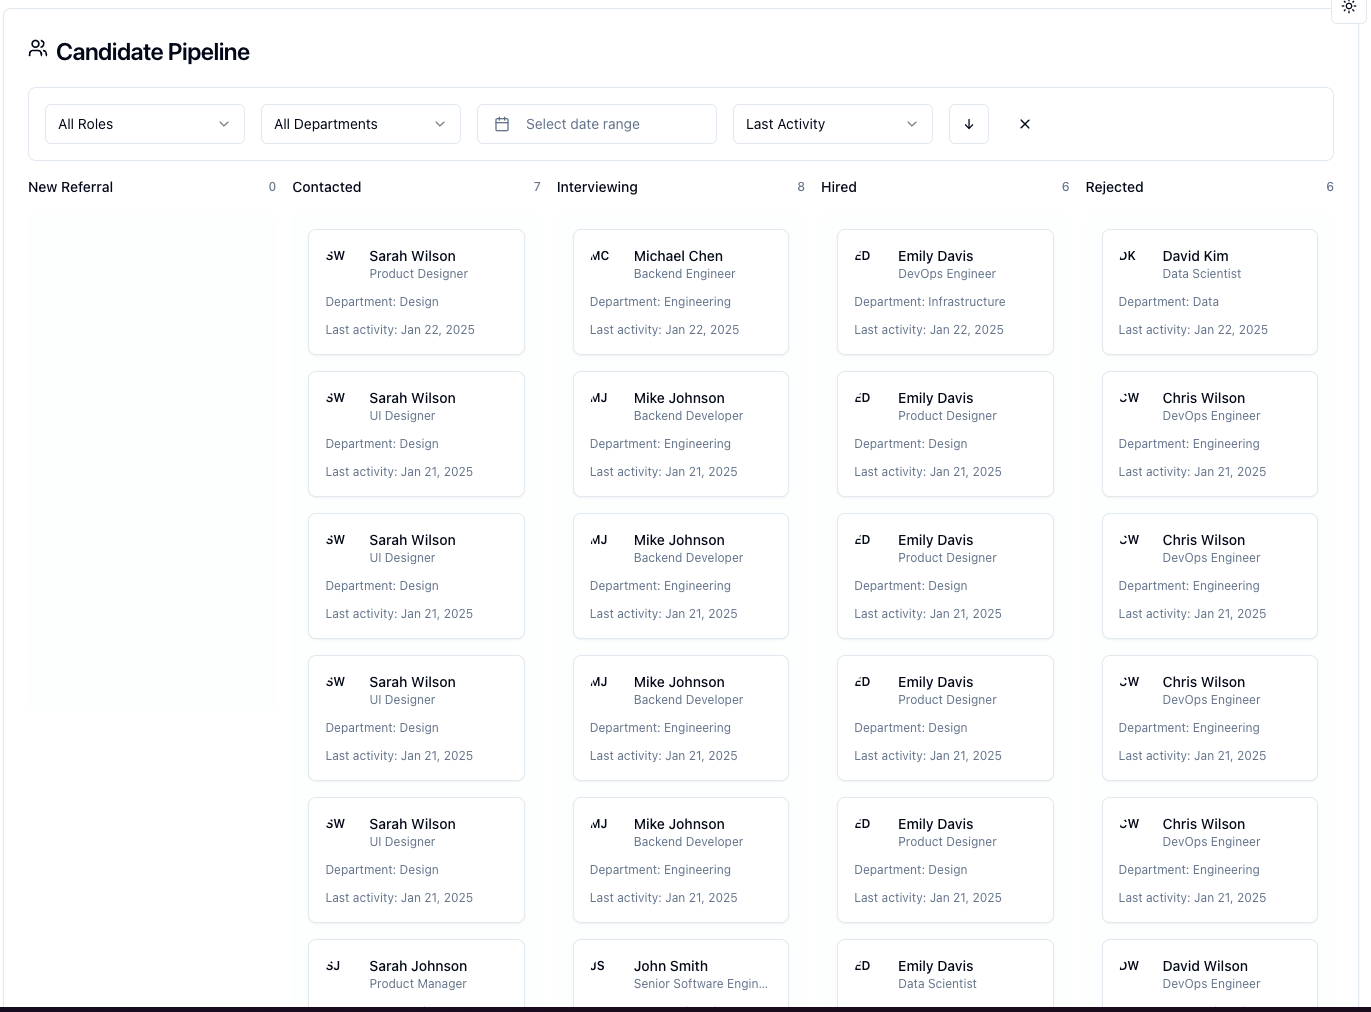 Candidate Pipeline
All Roles
All Departments
Select date range
Last Activity
New Referral 0
Contacted 7
Interviewing 8
Hired 6
Rejected 6
SW Sarah Wilson
Product Designer
Department: Design
Last activity: Jan 22, 2025
SW Sarah Wilson
UI Designer
Department: Design
Last activity: Jan 21, 2025
SW Sarah Wilson
UI Designer
Department: Design
Last activity: Jan 21, 2025
SW Sarah Wilson
UI Designer
Department: Design
Last activity: Jan 21, 2025
SW Sarah Wilson
UI Designer
Department: Design
Last activity: Jan 21, 2025
SJ Sarah Johnson
Product Manager
MC Michael Chen
Backend Engineer
Department: Engineering
Last activity: Jan 22, 2025
MJ Mike Johnson
Backend Developer
Department: Engineering
Last activity: Jan 21, 2025
MJ Mike Johnson
Backend Developer
Department: Engineering
Last activity: Jan 21, 2025
MJ Mike Johnson
Backend Developer
Department: Engineering
Last activity: Jan 21, 2025
MJ Mike Johnson
Backend Developer
Department: Engineering
Last activity: Jan 21, 2025
JS John Smith
Senior Software Engin...
ED Emily Davis
DevOps Engineer
Department: Infrastructure
Last activity: Jan 22, 2025
ED Emily Davis
Product Designer
Department: Design
Last activity: Jan 21, 2025
ED Emily Davis
Product Designer
Department: Design
Last activity: Jan 21, 2025
ED Emily Davis
Product Designer
Department: Design
Last activity: Jan 21, 2025
ED Emily Davis
Product Designer
Department: Design
Last activity: Jan 21, 2025
ED Emily Davis
Data Scientist
DK David Kim
Data Scientist
Department: Data
Last activity: Jan 22, 2025
CW Chris Wilson
DevOps Engineer
Department: Engineering
Last activity: Jan 21, 2025
CW Chris Wilson
DevOps Engineer
Department: Engineering
Last activity: Jan 21, 2025
CW Chris Wilson
DevOps Engineer
Department: Engineering
Last activity: Jan 21, 2025
CW Chris Wilson
DevOps Engineer
Department: Engineering
Last activity: Jan 21, 2025
DW David Wilson
DevOps Engineer